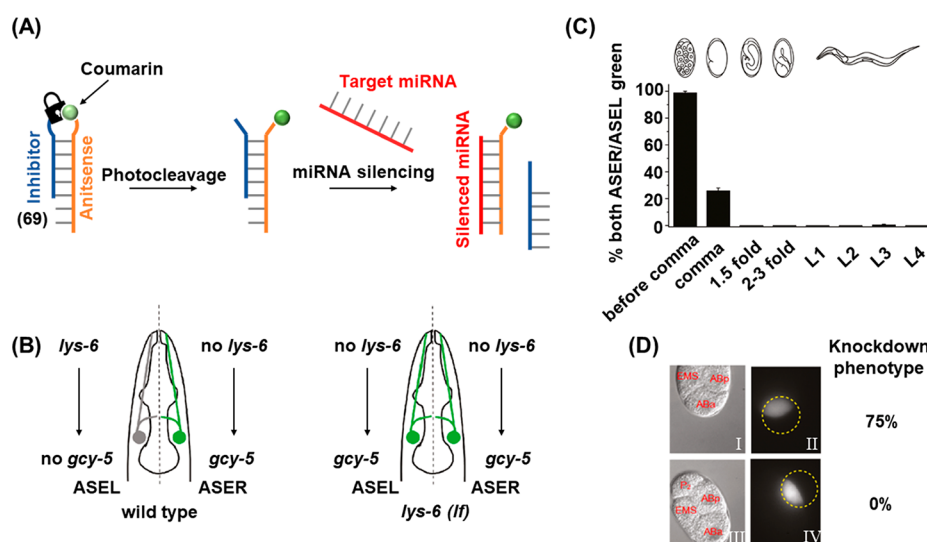 (A)
Coumarin
Inhibitor
Anitsense
(69)
Photocleavage
Target miRNA
miRNA silencing
Silenced miRNA
(B)
lys-6
no lys-6
no gcy-5
gcy-5
ASEL
ASER
wild type
no lys-6
no lys-6
gcy-5
gcy-5
ASEL
ASER
lys-6 (lf)
(C)
% both ASER/ASEL green
100
80
60
40
20
0
before comma
comma
1.5 fold
2-3 fold
L1
L2
L3
L4
(D)
Knockdown
phenotype
EMS
ABp
ABa
I
II
75%
P2
ABp
EMS
ABa
III
IV
0%